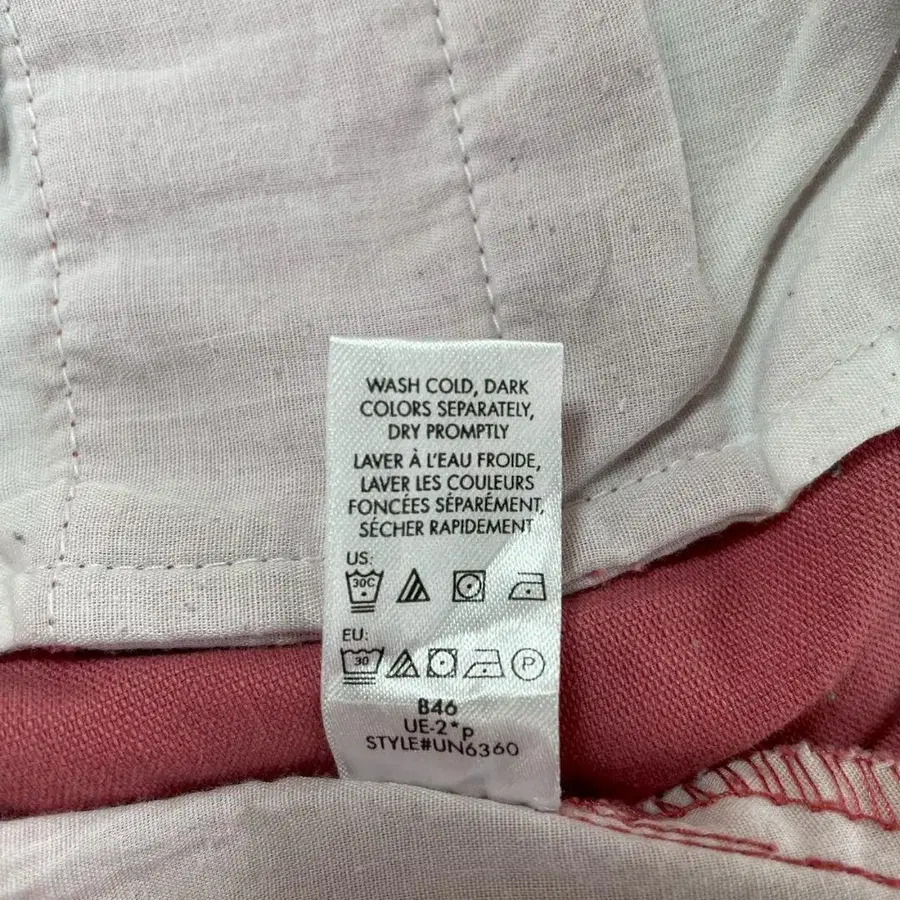 WASH COLD, DARK
COLORS SEPARATELY,
DRY PROMPTLY
LAVER À L'EAU FROIDE,
LAVER LES COULEURS
FONCÉES SÉPARÉMENT,
SÉCHER RAPIDEMENT
US:
30C
EU:
30 P
B46
UE-2*p
STYLE#UN6360